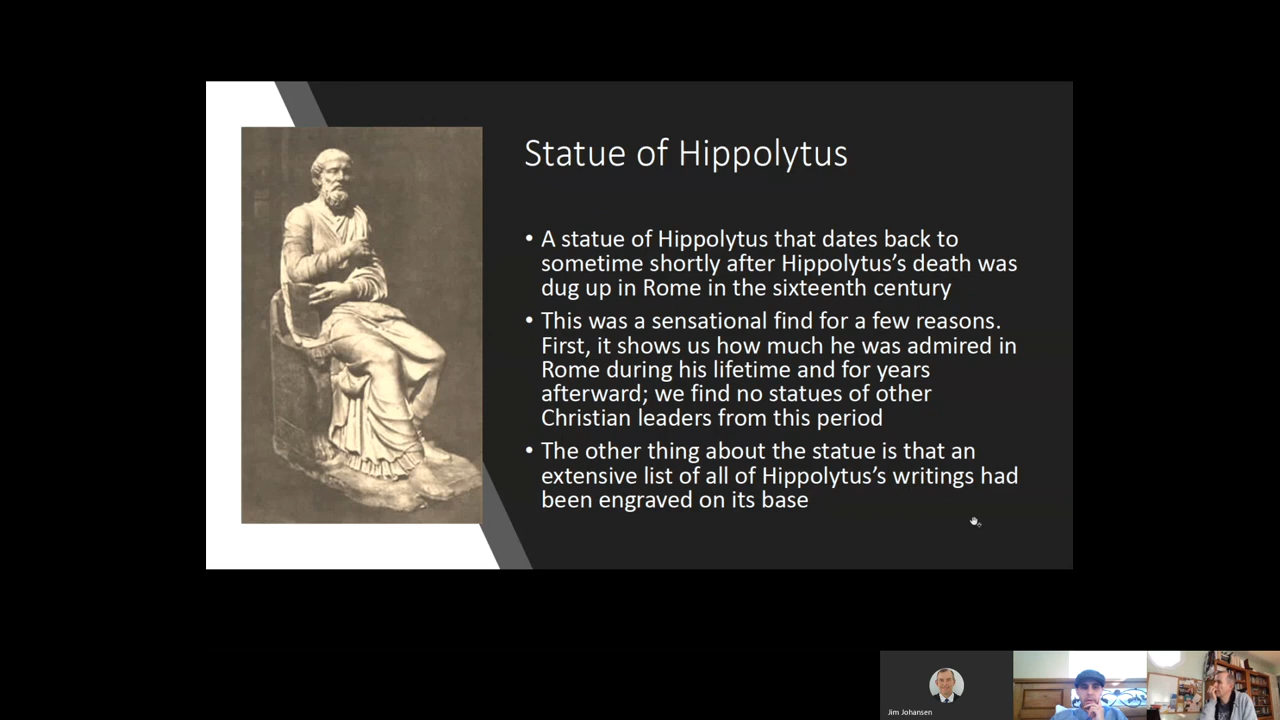 Statue of Hippolytus
• A statue of Hippolytus that dates back to
sometime shortly after Hippolytus’s death was
dug up in Rome in the sixteenth century
• This was a sensational find for a few reasons.
First, it shows us how much he was admired in
Rome during his lifetime and for years
afterward; we find no statues of other
Christian leaders from this period
• The other thing about the statue is that an
extensive list of all of Hippolytus’s writings had
been engraved on its base
Jim Johansen